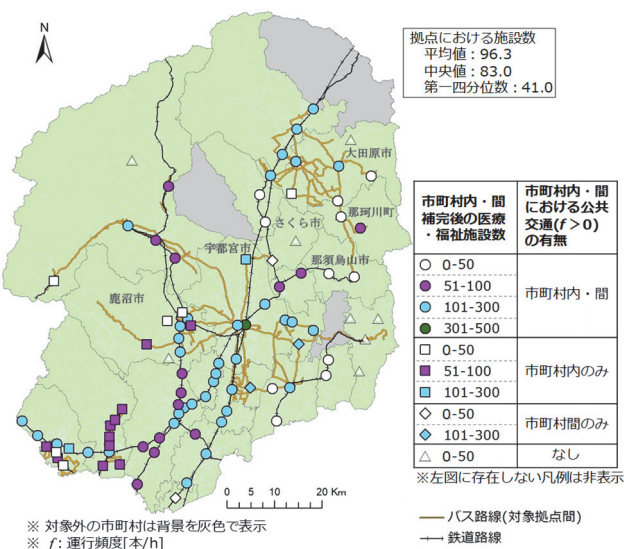 N
拠点における施設数
平均値：96.3
中央値：83.0
第一四分位数：41.0
大田原市
那珂川町
さくら市
宇都宮市
那須烏山市
鹿沼市
市町村内・間
補完後の医療
・福祉施設数
市町村内・間
における公共
交通(f＞0)
の有無
0-50
51-100
101-300
301-500
市町村内・間
0-50
51-100
101-300
市町村内のみ
0-50
101-300
市町村間のみ
0-50
なし
※左図に存在しない凡例は非表示
0 5 10 20 Km
バス路線(対象拠点間)
鉄道路線
※ 対象外の市町村は背景を灰色で表示
※ f：運行頻度[本/h]